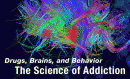 Drugs, Brains, and Behavior
The Science of Addiction